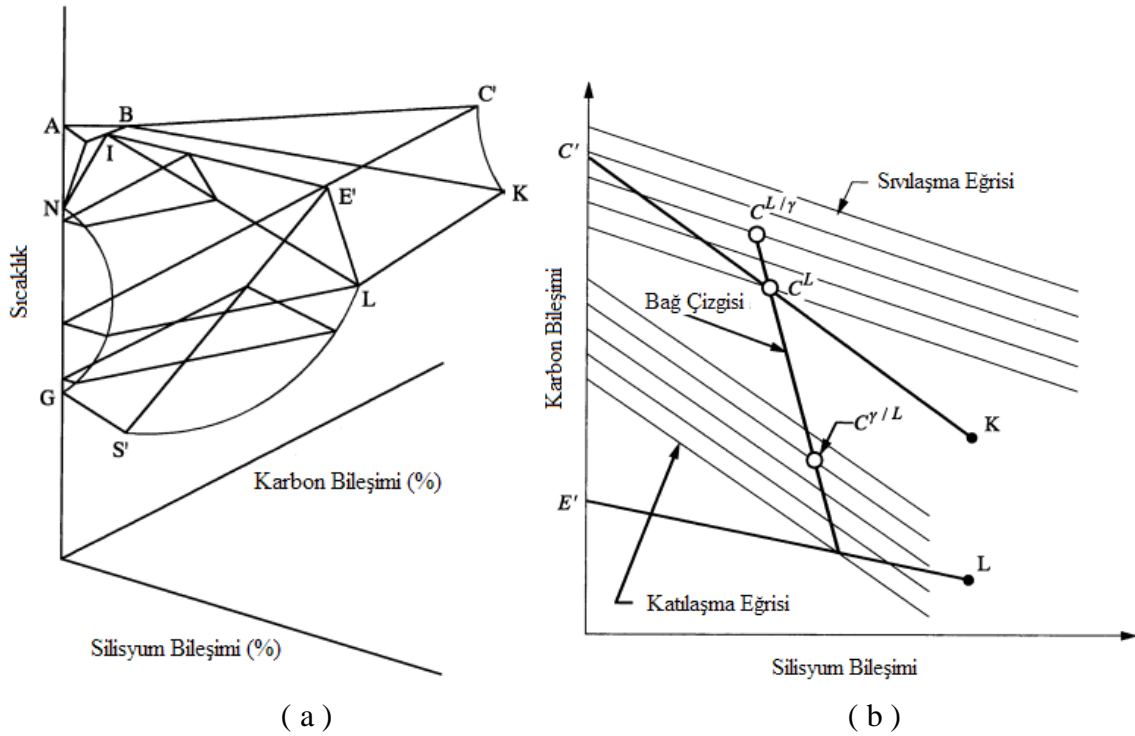 A
B
C'
I
N
E'
K
Sıcaklık
L
G
S'
Karbon Bileşimi (%)
Silisyum Bileşimi (%)
( a )
C'
Sıvılaşma Eğrisi
C^{L/γ}
C^L
Bağ Çizgisi
Karbon Bileşimi
K
C^{γ/L}
E'
L
Katılaşma Eğrisi
Silisyum Bileşimi
( b )